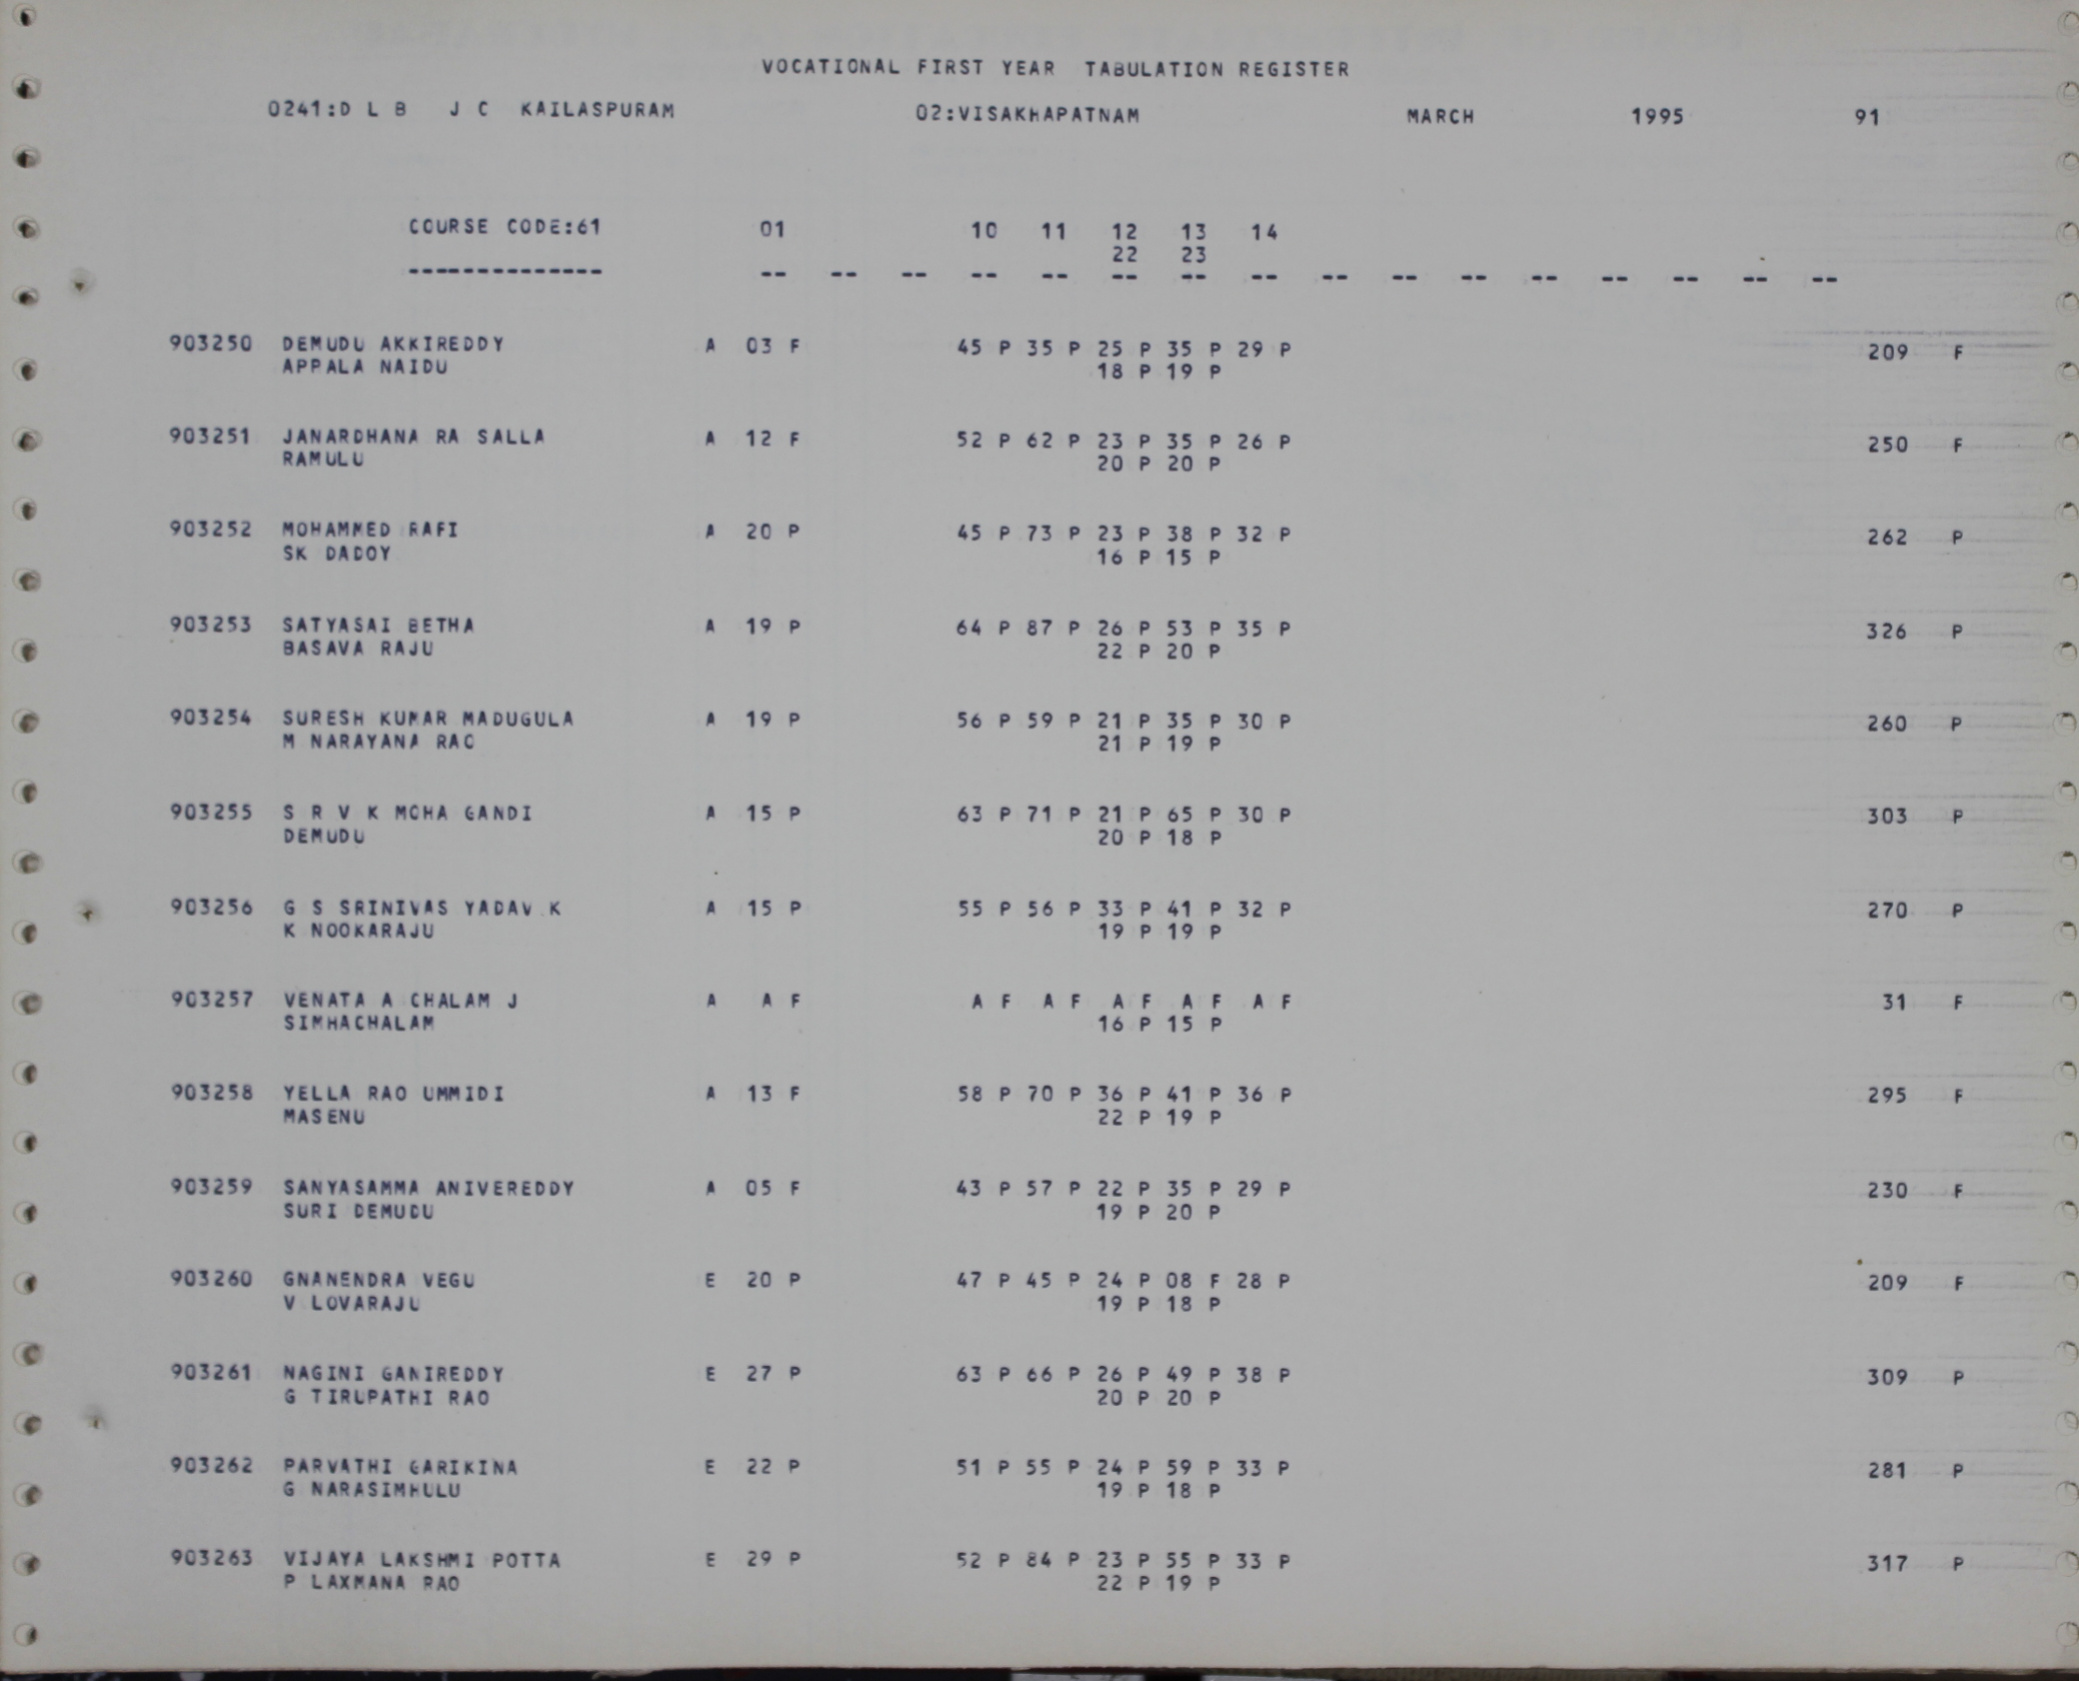 VOCATIONAL FIRST YEAR TABULATION REGISTER
0241:D L B J C KAILASPURAM 02:VISAKHAPATNAM MARCH 1995 91
COURSE CODE:61 01 10 11 12 13 14
22 23
-------------- -- -- -- -- -- -- -- -- -- -- -- -- -- -- -- --
903250 DEMUDU AKKIREDDY A 03 F 45 P 35 P 25 P 35 P 29 P 209 F
APPALA NAIDU 18 P 19 P
903251 JANARDHANA RA SALLA A 12 F 52 P 62 P 23 P 35 P 26 P 250 F
RAMULU 20 P 20 P
903252 MOHAMMED RAFI A 20 P 45 P 73 P 23 P 38 P 32 P 262 P
SK DADOY 16 P 15 P
903253 SATYASAI BETHA A 19 P 64 P 87 P 26 P 53 P 35 P 326 P
BASAVA RAJU 22 P 20 P
903254 SURESH KUMAR MADUGULA A 19 P 56 P 59 P 21 P 35 P 30 P 260 P
M NARAYANA RAO 21 P 19 P
903255 S R V K MOHA GANDI A 15 P 63 P 71 P 21 P 65 P 30 P 303 P
DEMUDU 20 P 18 P
903256 G S SRINIVAS YADAV K A 15 P 55 P 56 P 33 P 41 P 32 P 270 P
K NOOKARAJU 19 P 19 P
903257 VENATA A CHALAM J A A F A F A F A F A F A F 31 F
SIMHACHALAM 16 P 15 P
903258 YELLA RAO UMMIDI A 13 F 58 P 70 P 36 P 41 P 36 P 295 F
MASENU 22 P 19 P
903259 SANYASAMMA ANIVEREDDY A 05 F 43 P 57 P 22 P 35 P 29 P 230 F
SURI DEMUDU 19 P 20 P
903260 GNANENDRA VEGU E 20 P 47 P 45 P 24 P 08 F 28 P 209 F
V LOVARAJU 19 P 18 P
903261 NAGINI GANIREDDY E 27 P 63 P 66 P 26 P 49 P 38 P 309 P
G TIRUPATHI RAO 20 P 20 P
903262 PARVATHI GARIKINA E 22 P 51 P 55 P 24 P 59 P 33 P 281 P
G NARASIMHULU 19 P 18 P
903263 VIJAYA LAKSHMI POTTA E 29 P 52 P 84 P 23 P 55 P 33 P 317 P
P LAXMANA RAO 22 P 19 P